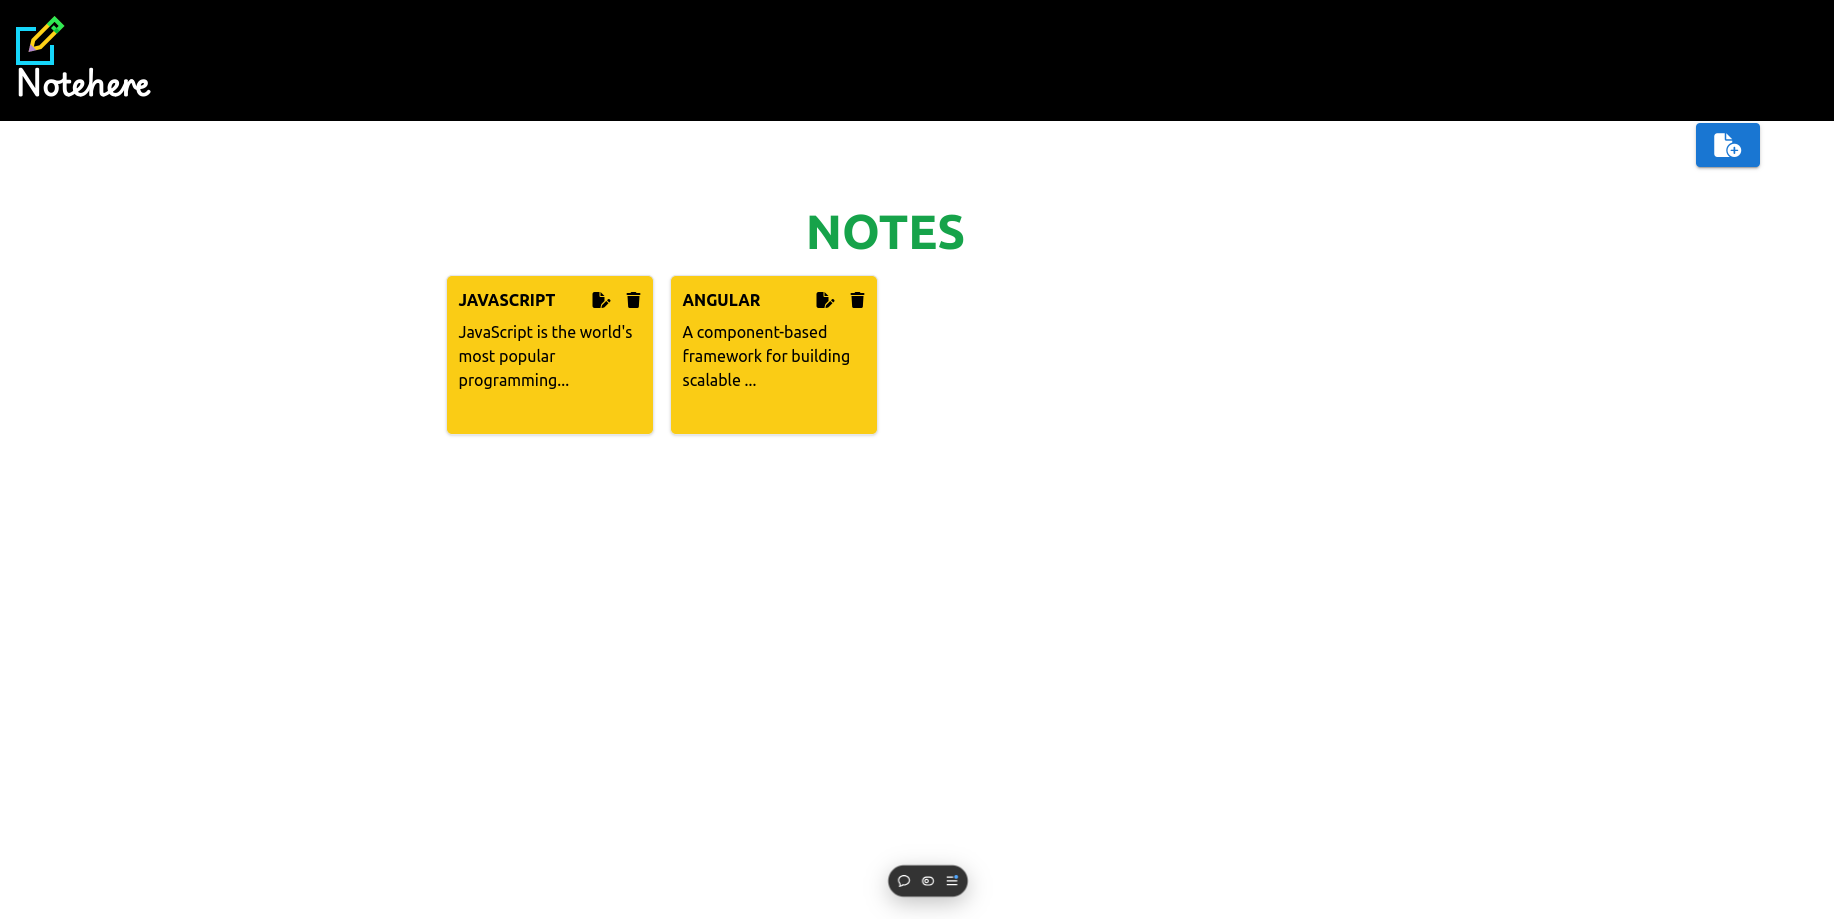 Notehere
NOTES
JAVASCRIPT
JavaScript is the world's
most popular
programming...
ANGULAR
A component-based
framework for building
scalable ...